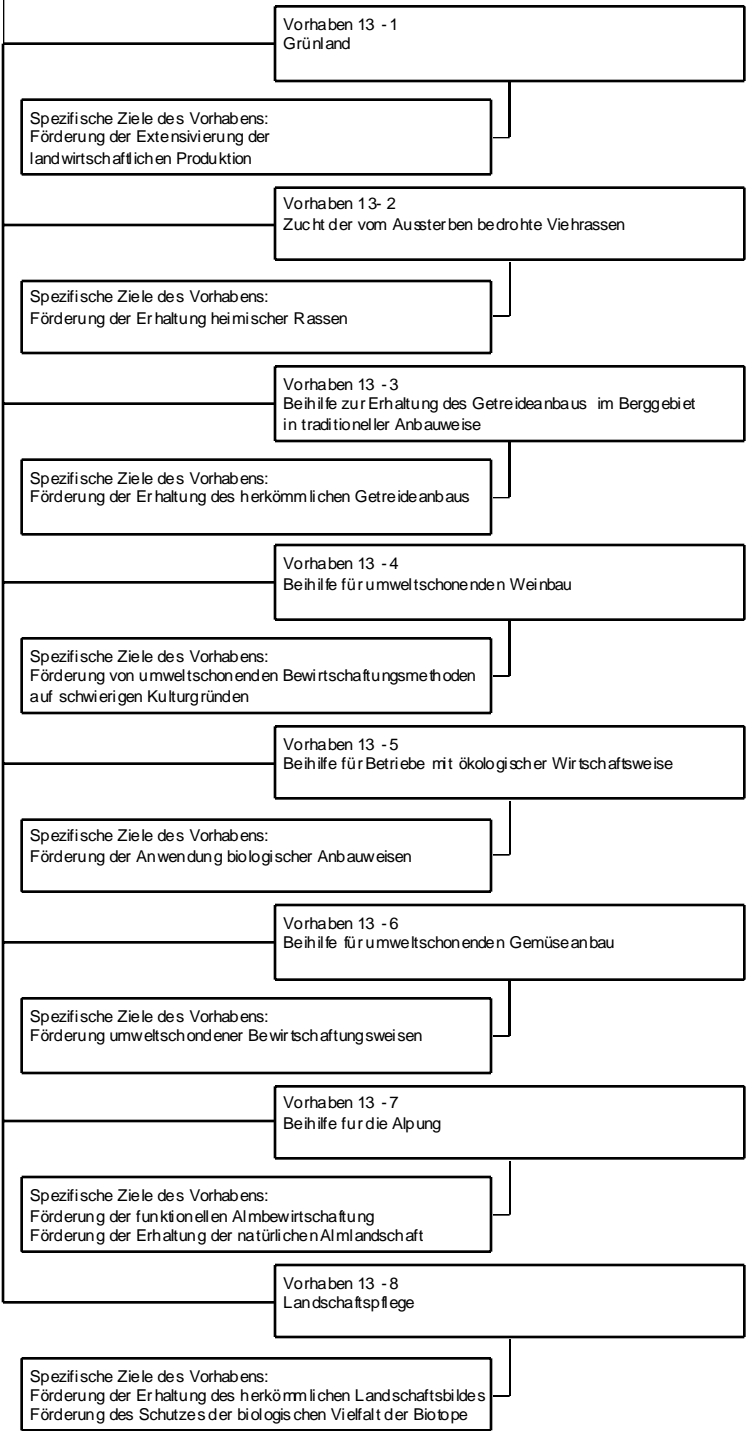 Vorhaben 13 - 1
Grünland
Spezifische Ziele des Vorhabens:
Förderung der Extensivierung der
landwirtschaftlichen Produktion
Vorhaben 13- 2
Zucht der vom Aussterben bedrohte Viehrassen
Spezifische Ziele des Vorhabens:
Förderung der Erhaltung heimischer Rassen
Vorhaben 13 - 3
Beihilfe zur Erhaltung des Getreideanbaus im Berggebiet
in traditioneller Anbauweise
Spezifische Ziele des Vorhabens:
Förderung der Erhaltung des herkömmlichen Getreideanbaus
Vorhaben 13 - 4
Beihilfe für umweltschonenden Weinbau
Spezifische Ziele des Vorhabens:
Förderung von umweltschonenden Bewirtschaftungsmethoden
auf schwierigen Kulturgründen
Vorhaben 13 - 5
Beihilfe für Betriebe mit ökologischer Wirtschaftsweise
Spezifische Ziele des Vorhabens:
Förderung der Anwendung biologischer Anbauweisen
Vorhaben 13 - 6
Beihilfe für umweltschonenden Gemüseanbau
Spezifische Ziele des Vorhabens:
Förderung umweltschondener Bewirtschaftungsweisen
Vorhaben 13 - 7
Beihilfe fur die Alpung
Spezifische Ziele des Vorhabens:
Förderung der funktionellen Almbewirtschaftung
Förderung der Erhaltung der natürlichen Almlandschaft
Vorhaben 13 - 8
Landschaftspflege
Spezifische Ziele des Vorhabens:
Förderung der Erhaltung des herkömmlichen Landschaftsbildes
Förderung des Schutzes der biologischen Vielfalt der Biotope